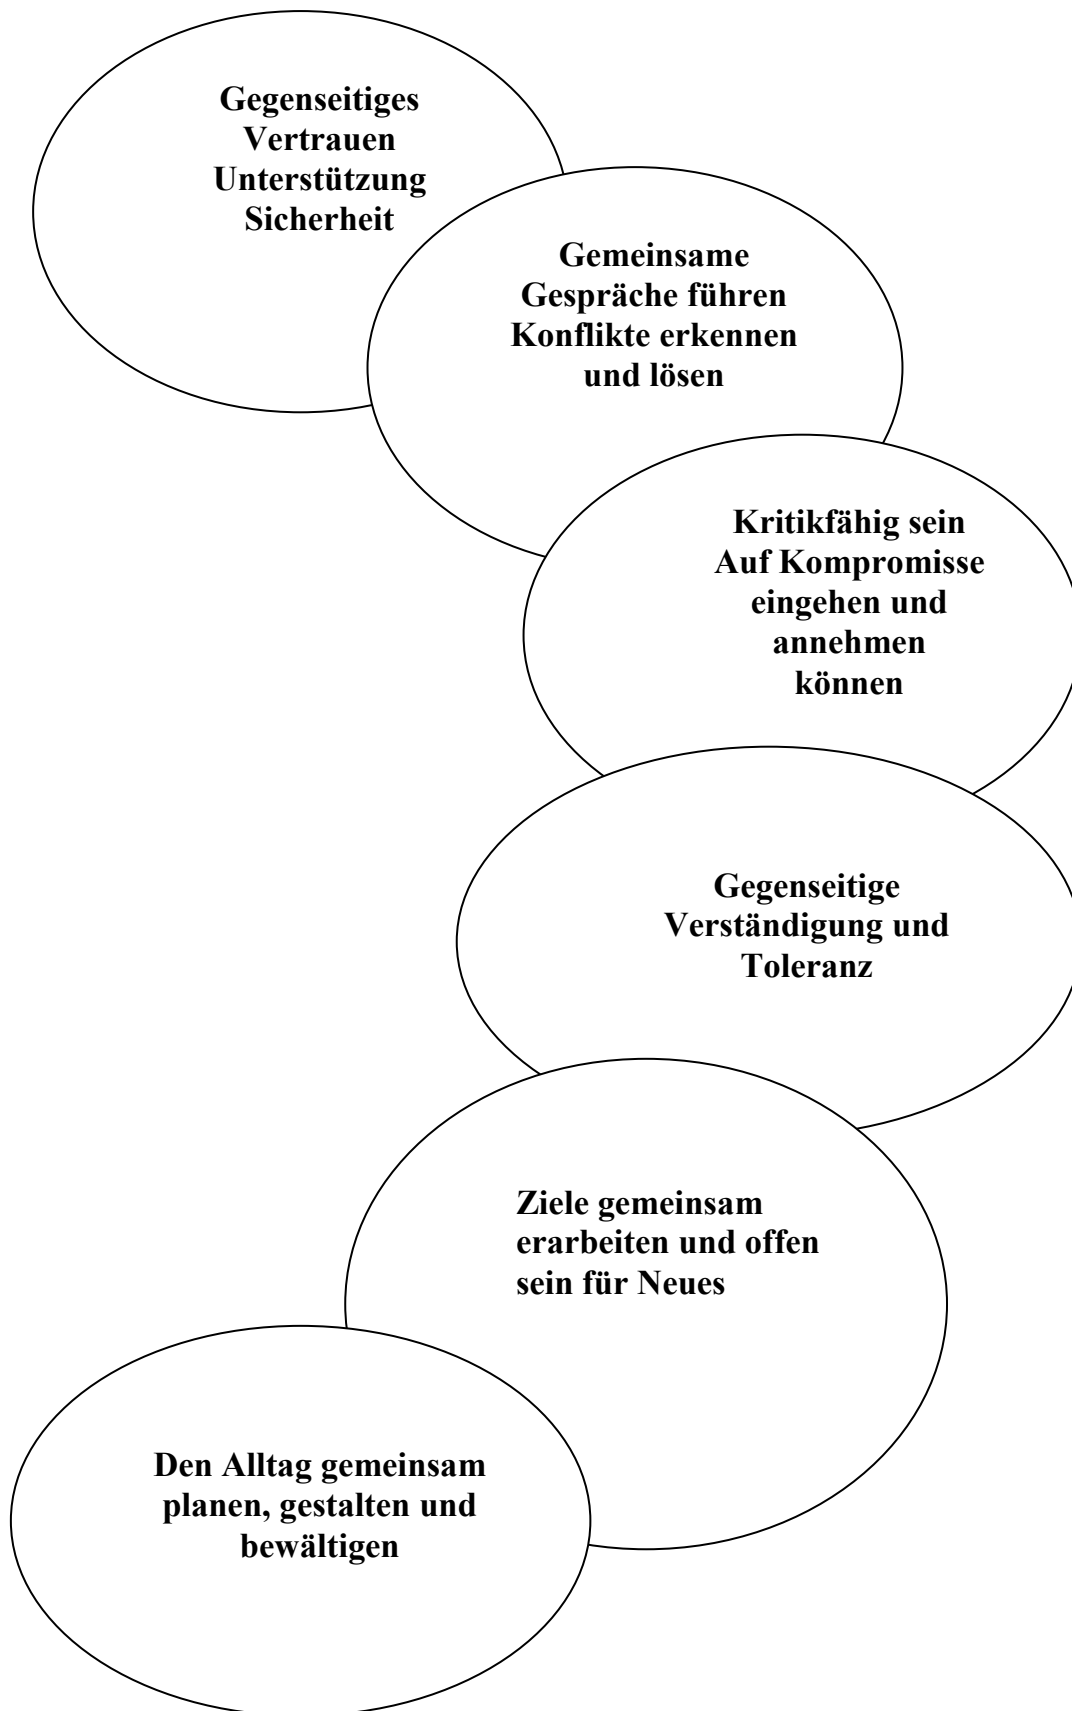 Gegenseitiges
Vertrauen
Unterstützung
Sicherheit
Gemeinsame
Gespräche führen
Konflikte erkennen
und lösen
Kritikfähig sein
Auf Kompromisse
eingehen und
annehmen
können
Gegenseitige
Verständigung und
Toleranz
Ziele gemeinsam
erarbeiten und offen
sein für Neues
Den Alltag gemeinsam
planen, gestalten und
bewältigen